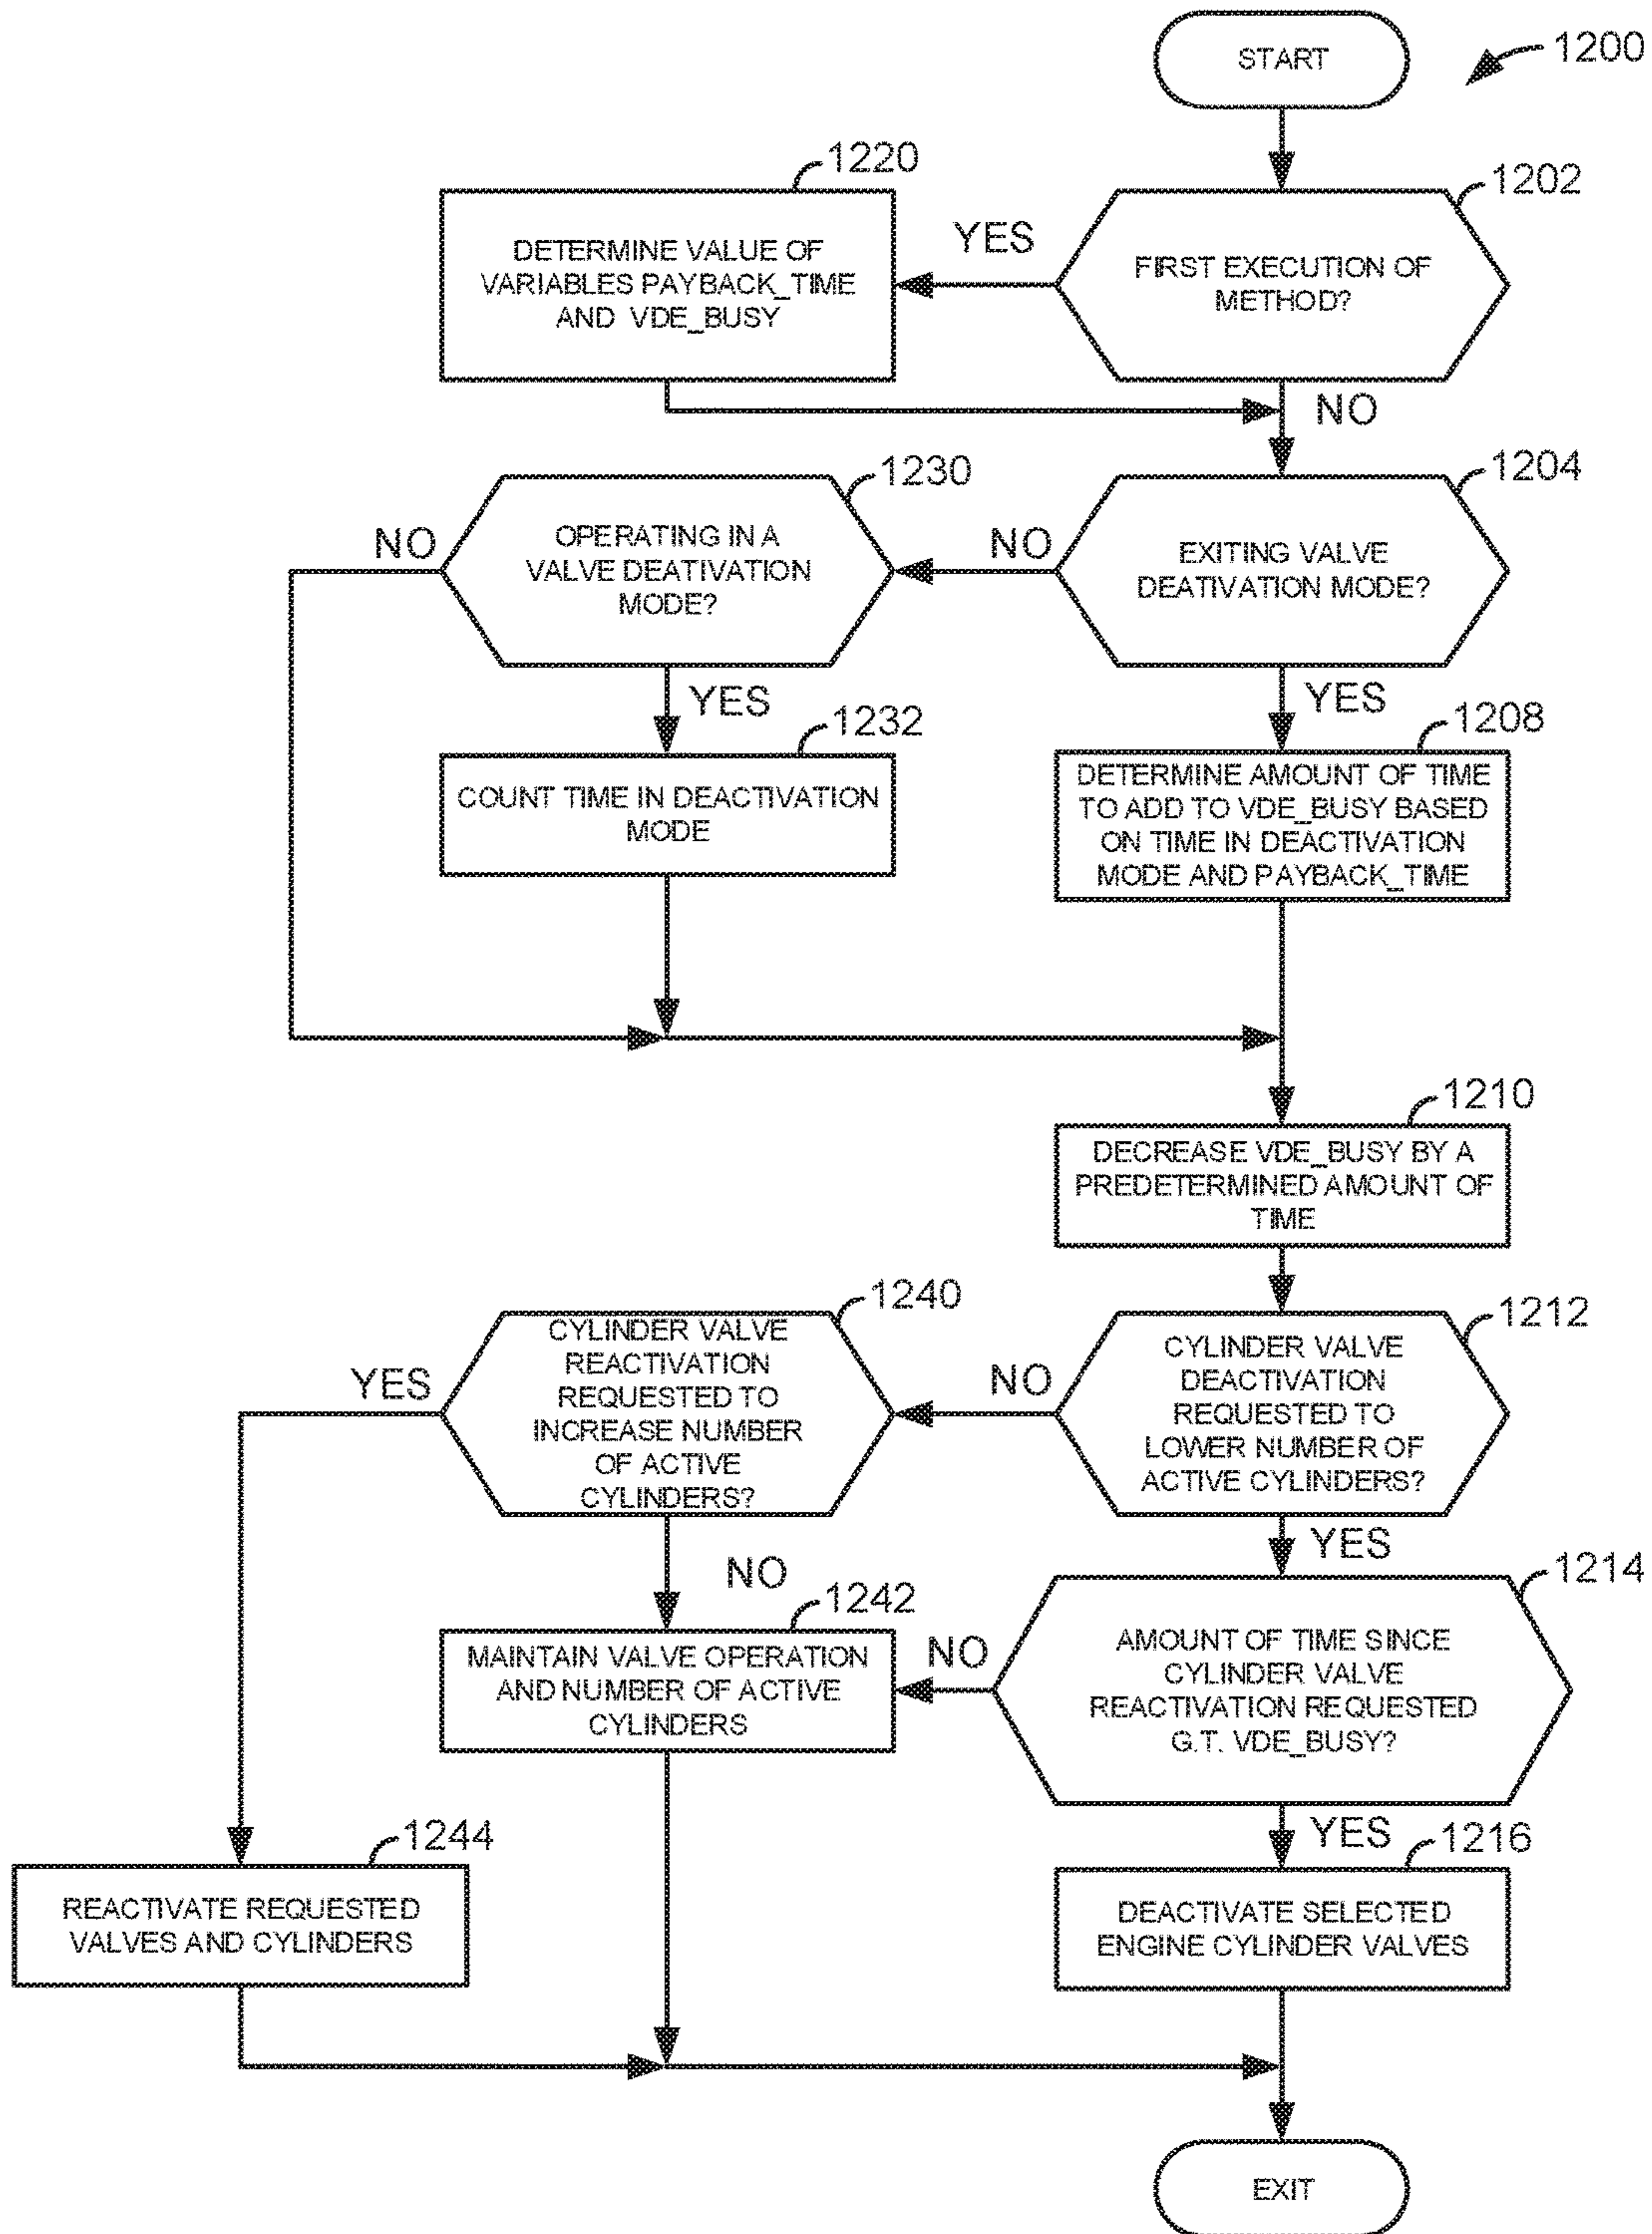 START
1200
1220
1202
DETERMINE VALUE OF
VARIABLES PAYBACK_TIME
AND VDE_BUSY
YES
FIRST EXECUTION OF
METHOD?
NO
1230
1204
NO
OPERATING IN A
VALVE DEATIVATION
MODE?
NO
EXITING VALVE
DEATIVATION MODE?
YES
1232
YES
1208
COUNT TIME IN DEACTIVATION
MODE
DETERMINE AMOUNT OF TIME
TO ADD TO VDE_BUSY BASED
ON TIME IN DEACTIVATION
MODE AND PAYBACK_TIME
1210
DECREASE VDE_BUSY BY A
PREDETERMINED AMOUNT OF
TIME
1240
1212
YES
CYLINDER VALVE
REACTIVATION
REQUESTED TO
INCREASE NUMBER
OF ACTIVE
CYLINDERS?
NO
CYLINDER VALVE
DEACTIVATION
REQUESTED TO
LOWER NUMBER OF
ACTIVE CYLINDERS?
NO
YES
1242
1214
MAINTAIN VALVE OPERATION
AND NUMBER OF ACTIVE
CYLINDERS
NO
AMOUNT OF TIME SINCE
CYLINDER VALVE
REACTIVATION REQUESTED
G.T. VDE_BUSY?
YES
1244
1216
REACTIVATE REQUESTED
VALVES AND CYLINDERS
DEACTIVATE SELECTED
ENGINE CYLINDER VALVES
EXIT